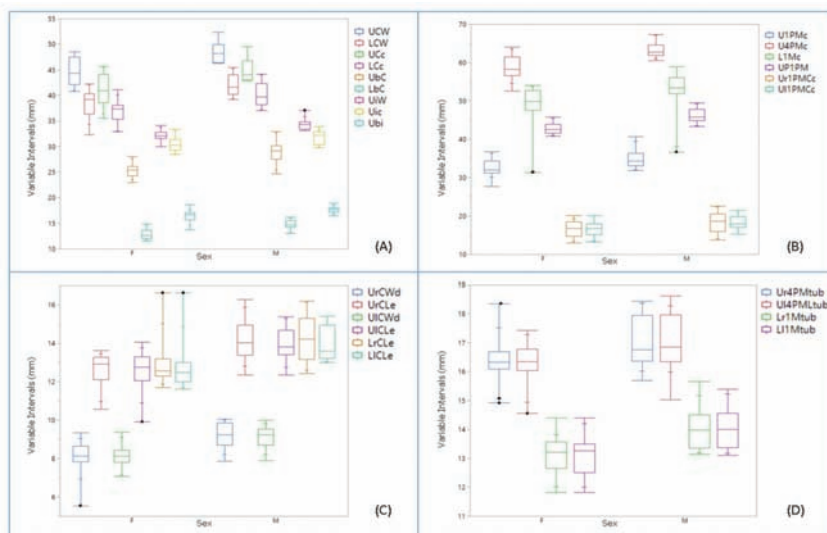 Variable Intervals (mm)
55
50
45
40
35
30
25
20
15
10
F
Sex
M
UCW
LCW
UCc
LCc
UbC
LbC
UiW
Uic
Ubi
(A)
Variable Intervals (mm)
70
60
50
40
30
20
10
F
Sex
M
U1PMc
U4PMc
L1Mc
UP1PM
Ur1PMCc
Ul1PMCc
(B)
Variable Intervals (mm)
16
14
12
10
8
6
F
Sex
M
UrCWd
UrCLe
UlCWd
UlCLe
LrCLe
LlCLe
(C)
Variable Intervals (mm)
19
18
17
16
15
14
13
12
11
F
Sex
M
Ur4PMtub
Ul4PMLtub
Lr1Mtub
Ll1Mtub
(D)